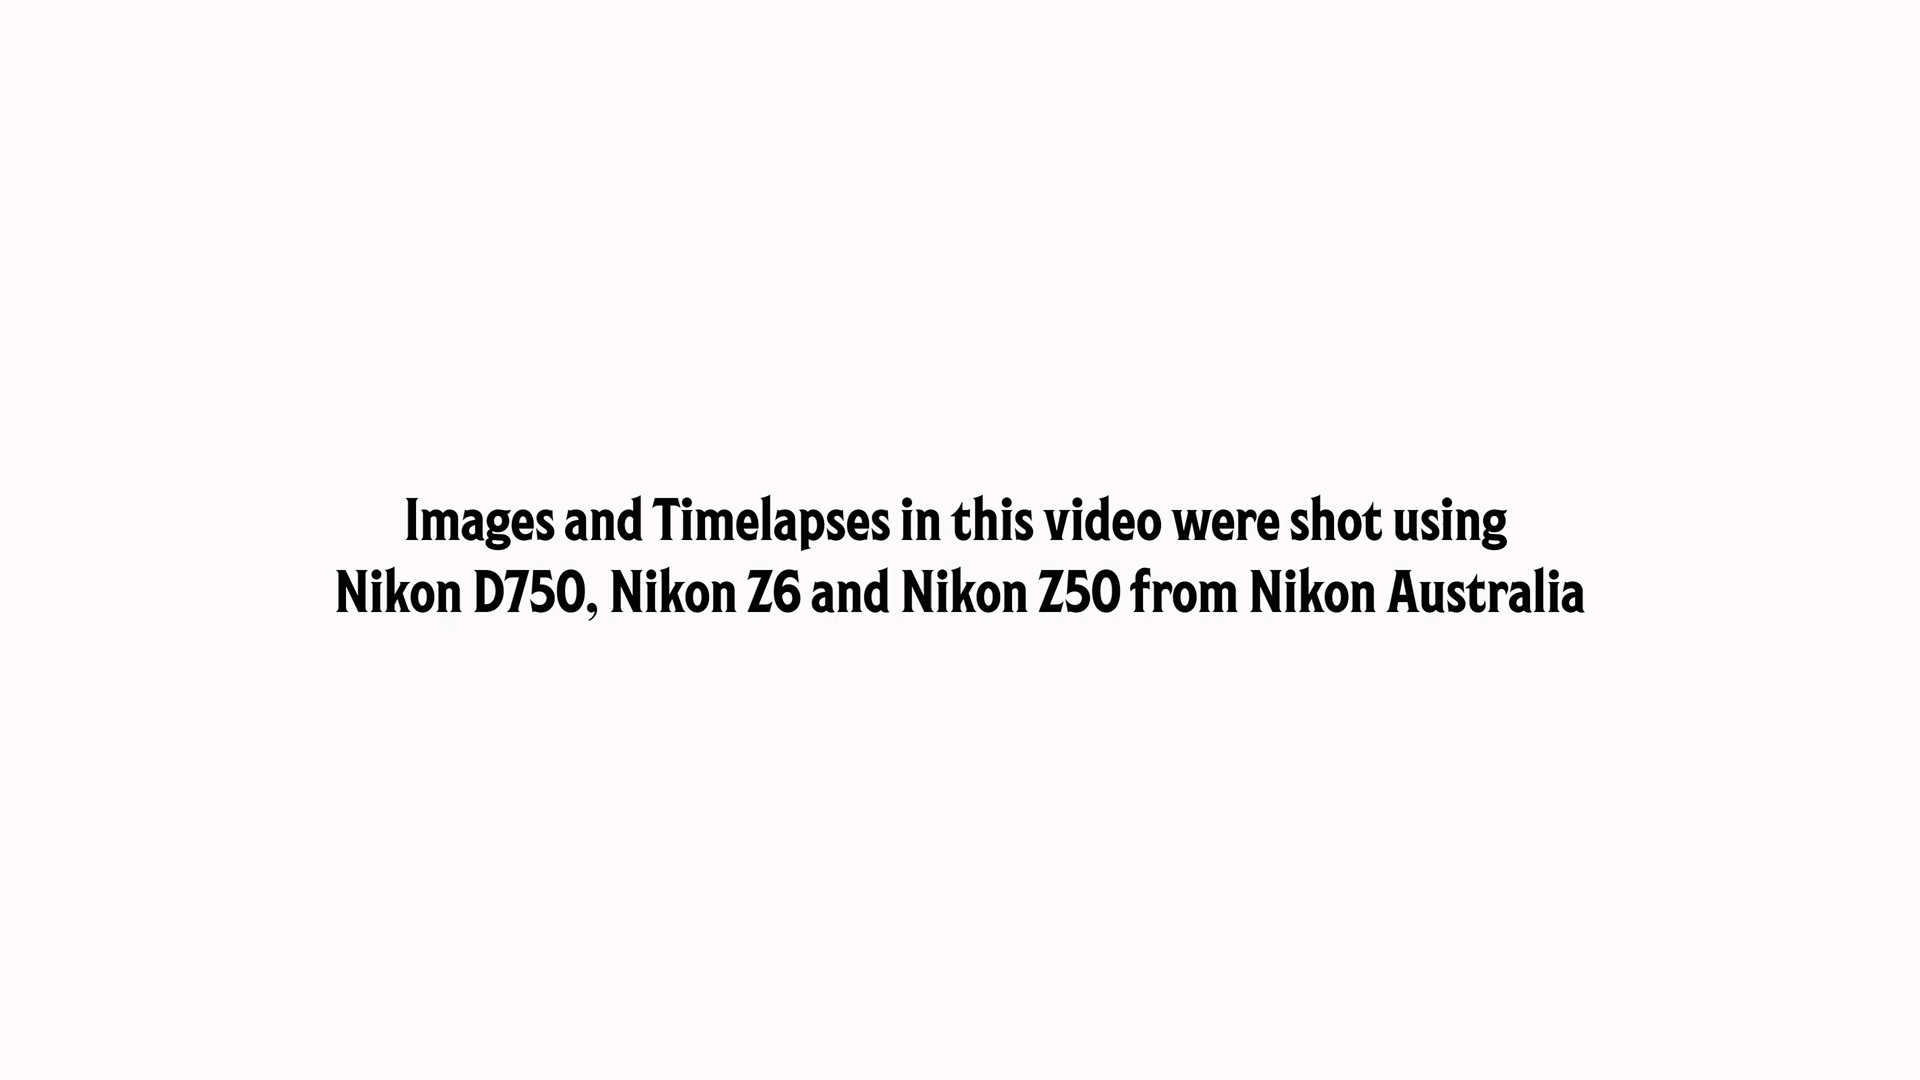 Images and Timelapses in this video were shot using
Nikon D750, Nikon Z6 and Nikon Z50 from Nikon Australia